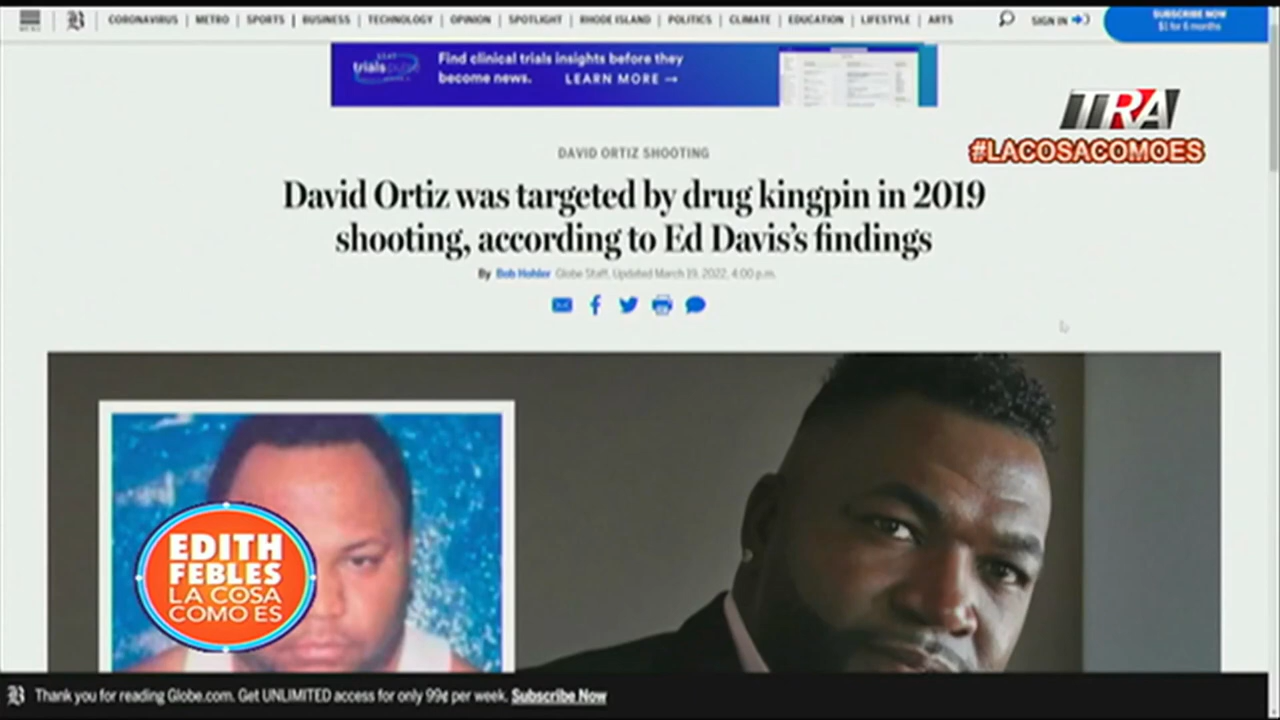 CORONAVIRUS | METRO | SPORTS | BUSINESS | TECHNOLOGY | OPINION | SPOTLIGHT | RHODE ISLAND | POLITICS | CLIMATE | EDUCATION | LIFESTYLE | ARTS
SIGN IN
SUBSCRIBE NOW
$1 for 6 months
trials
Find clinical trials insights before they
become news. LEARN MORE →
TRA
#LACOSACOMOES
DAVID ORTIZ SHOOTING
David Ortiz was targeted by drug kingpin in 2019
shooting, according to Ed Davis's findings
By Bob Hohler Globe Staff, Updated March 19, 2022, 4:00 p.m.
EDITH
FEBLES
LA COSA
COMO ES
B Thank you for reading Globe.com. Get UNLIMITED access for only 99¢ per week. Subscribe Now